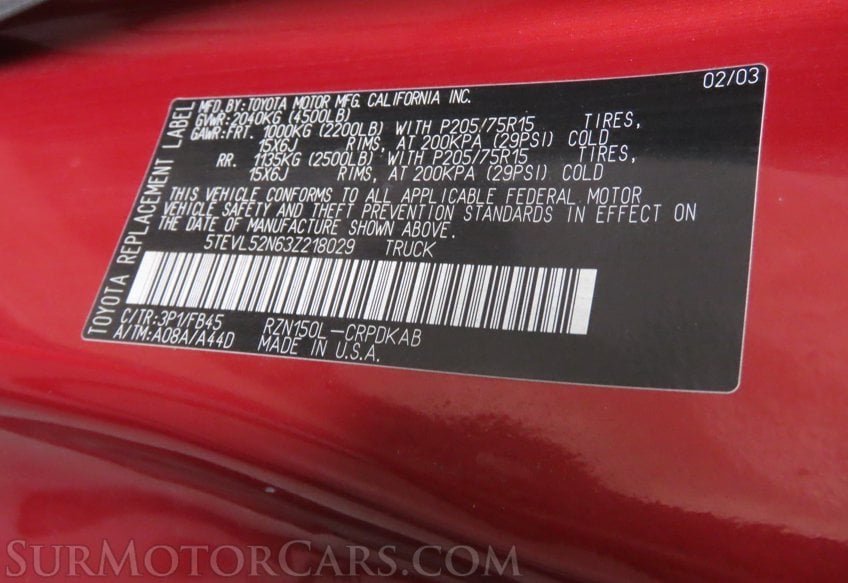 02/03
TOYOTA REPLACEMENT LABEL
MFD. BY: TOYOTA MOTOR MFG. CALIFORNIA INC.
GVWR: 2040KG (4500LB)
GAWR: FRT. 1000KG (2200LB) WITH P205/75R15 TIRES,
15X6J RIMS, AT 200KPA (29PSI) COLD
RR. 1135KG (2500LB) WITH P205/75R15 TIRES,
15X6J RIMS, AT 200KPA (29PSI) COLD
THIS VEHICLE CONFORMS TO ALL APPLICABLE FEDERAL MOTOR
VEHICLE SAFETY AND THEFT PREVENTION STANDARDS IN EFFECT ON
THE DATE OF MANUFACTURE SHOWN ABOVE.
5TEVL52N63Z218029 TRUCK
C/TR: 3P1/FB45 RZN150L-CRPDKAB
A/TM: A08A/A44D MADE IN U.S.A.
SURMOTORCARS.COM